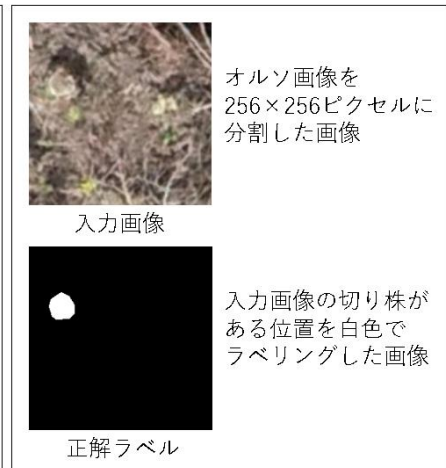 オルソ画像を
256×256ピクセルに
分割した画像
入力画像
入力画像の切り株が
ある位置を白色で
ラベリングした画像
正解ラベル